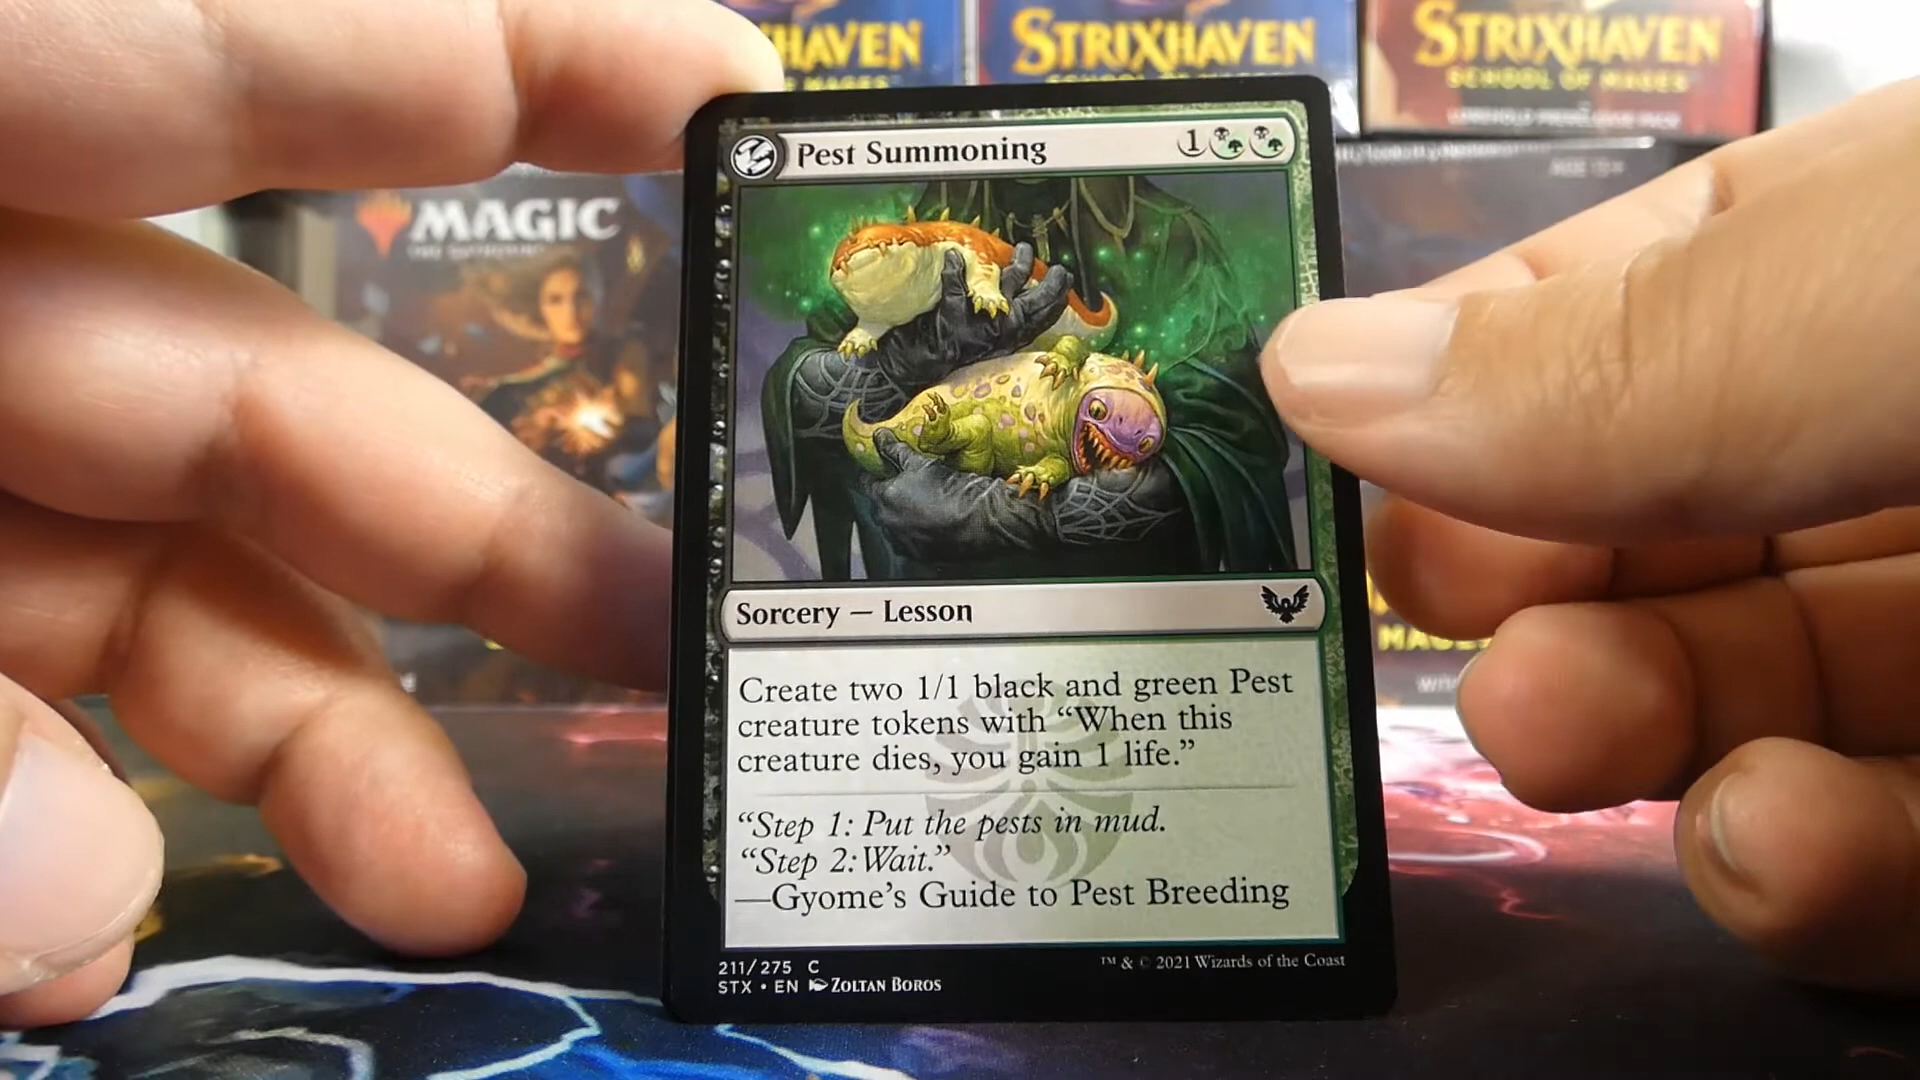 HAVEN
STRIXHAVEN
STRIXHAVEN
SCHOOL OF MAGES
MAGIC
Pest Summoning 1
Sorcery — Lesson
Create two 1/1 black and green Pest
creature tokens with “When this
creature dies, you gain 1 life.”
“Step 1: Put the pests in mud.
“Step 2: Wait.”
—Gyome’s Guide to Pest Breeding
211/275 C
STX • EN Zoltan Boros
™ & © 2021 Wizards of the Coast